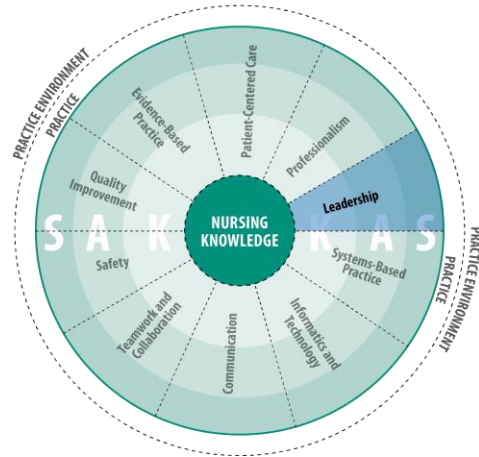 PRACTICE ENVIRONMENT
PRACTICE
Evidence-Based
Practice
Patient-Centered Care
Professionalism
Quality
Improvement
Leadership
S A K
NURSING
KNOWLEDGE
K A S
Safety
Systems-Based
Practice
Teamwork and
Collaboration
Communication
Informatics and
Technology
PRACTICE
PRACTICE ENVIRONMENT